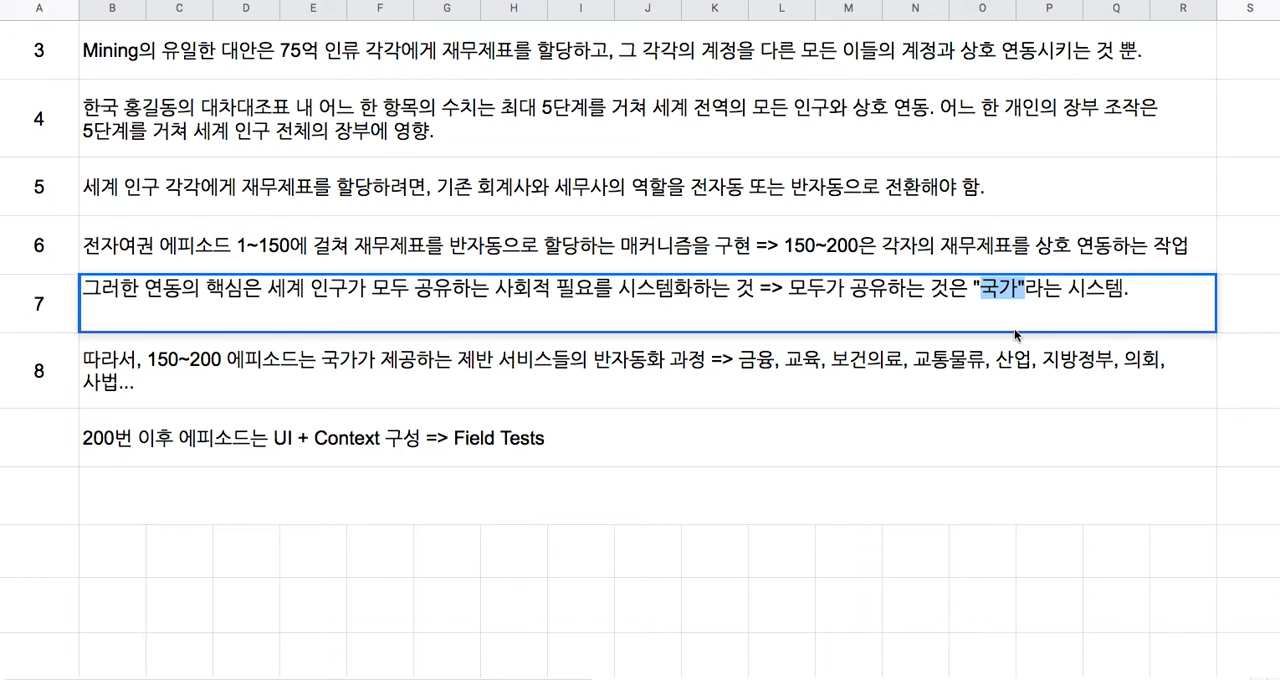 A B C D E F G H I J K L M N O P Q R S
3 Mining의 유일한 대안은 75억 인류 각각에게 재무제표를 할당하고, 그 각각의 계정을 다른 모든 이들의 계정과 상호 연동시키는 것 뿐.
4 한국 홍길동의 대차대조표 내 어느 한 항목의 수치는 최대 5단계를 거쳐 세계 전역의 모든 인구와 상호 연동. 어느 한 개인의 장부 조작은
5단계를 거쳐 세계 인구 전체의 장부에 영향.
5 세계 인구 각각에게 재무제표를 할당하려면, 기존 회계사와 세무사의 역할을 전자동 또는 반자동으로 전환해야 함.
6 전자여권 에피소드 1~150에 걸쳐 재무제표를 반자동으로 할당하는 매커니즘을 구현 => 150~200은 각자의 재무제표를 상호 연동하는 작업
7 그러한 연동의 핵심은 세계 인구가 모두 공유하는 사회적 필요를 시스템화하는 것 => 모두가 공유하는 것은 "국가"라는 시스템.
8 따라서, 150~200 에피소드는 국가가 제공하는 제반 서비스들의 반자동화 과정 => 금융, 교육, 보건의료, 교통물류, 산업, 지방정부, 의회,
사법...
200번 이후 에피소드는 UI + Context 구성 => Field Tests